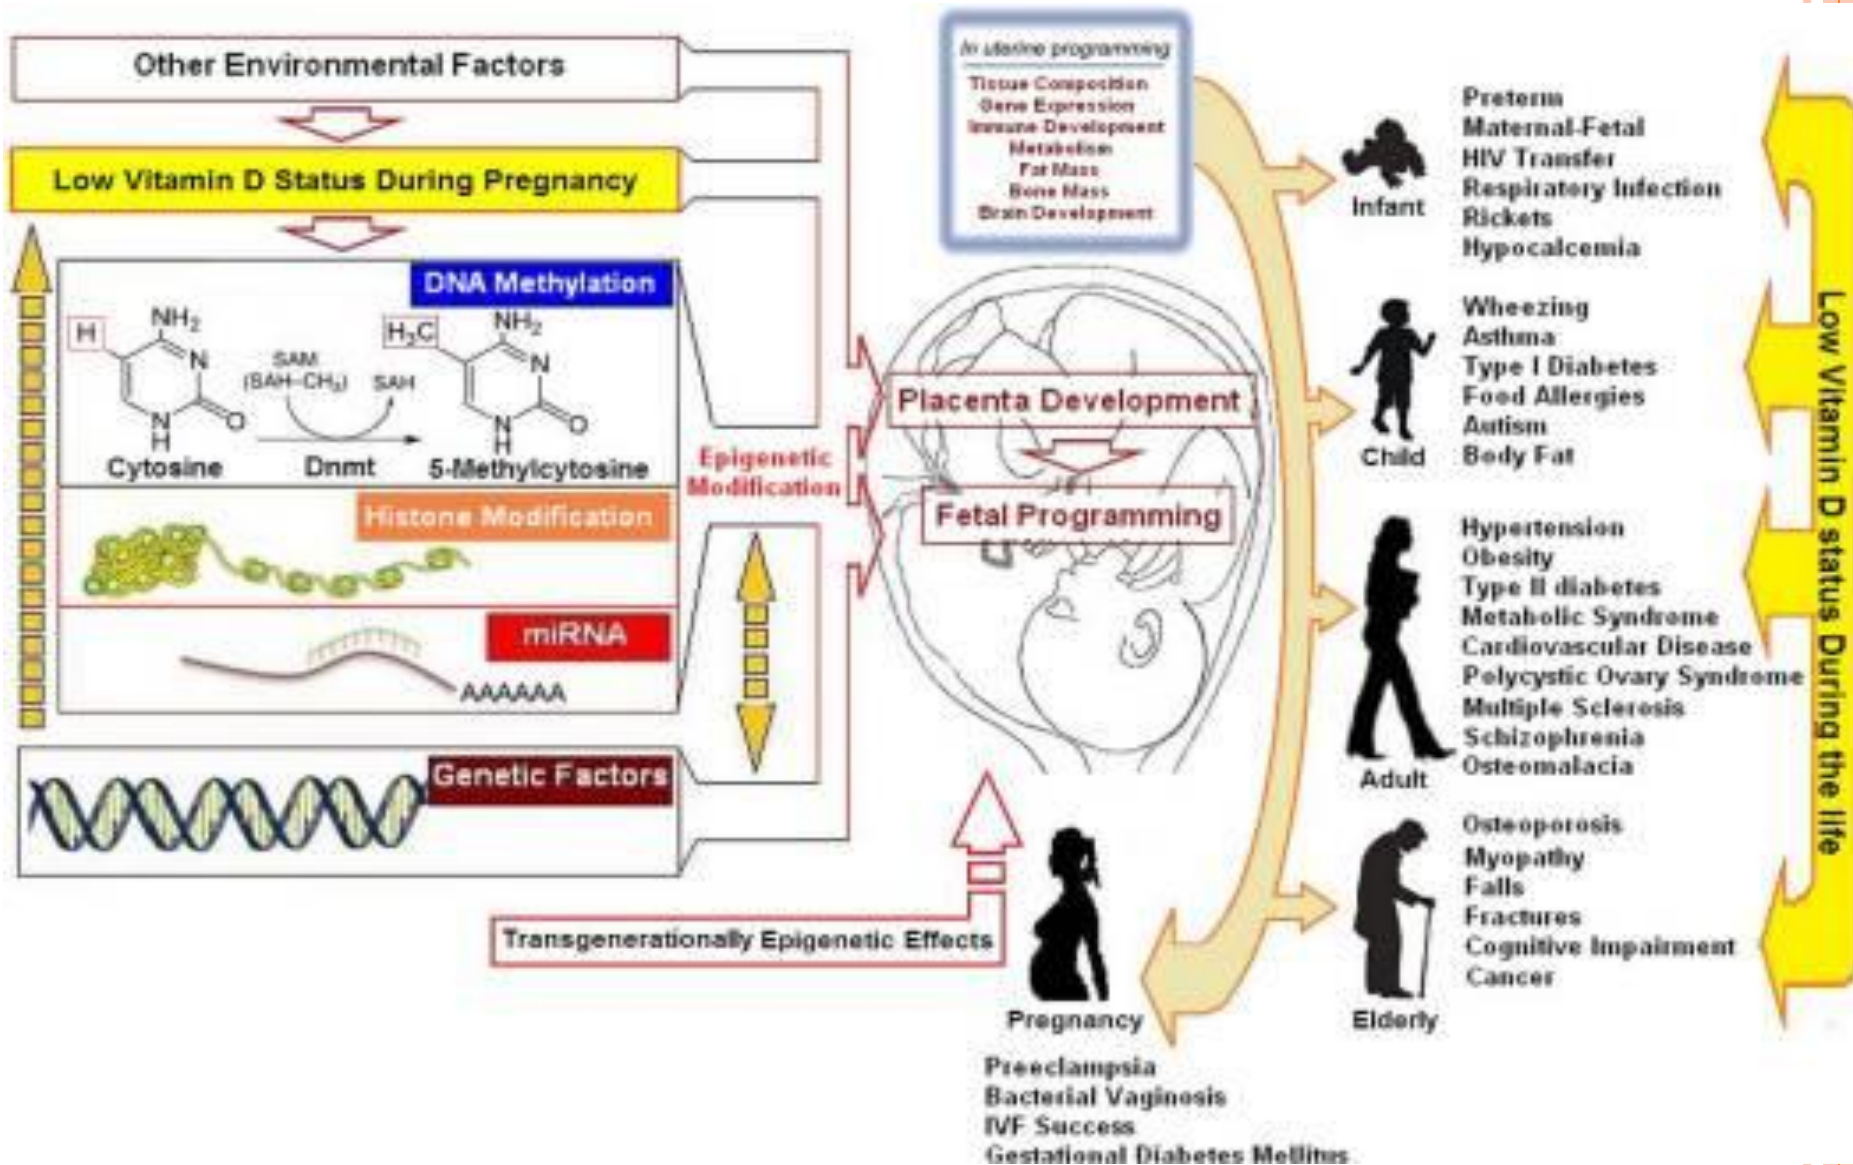 Other Environmental Factors
Low Vitamin D Status During Pregnancy
DNA Methylation
H
NH2
N
N
H
O
SAM
(SAH-CH3)
SAH
H3C
NH2
N
N
H
O
Cytosine
Dnmt
5-Methylcytosine
Histone Modification
miRNA
AAAAAA
Genetic Factors
Epigenetic
Modification
In uterine programming
Tissue Composition
Gene Expression
Immune Development
Metabolism
Fat Mass
Bone Mass
Brain Development
Placenta Development
Fetal Programming
Transgenerationally Epigenetic Effects
Pregnancy
Preeclampsia
Bacterial Vaginosis
IVF Success
Gestational Diabetes Mellitus
Infant
Preterm
Maternal-Fetal
HIV Transfer
Respiratory Infection
Rickets
Hypocalcemia
Child
Wheezing
Asthma
Type I Diabetes
Food Allergies
Autism
Body Fat
Adult
Hypertension
Obesity
Type II diabetes
Metabolic Syndrome
Cardiovascular Disease
Polycystic Ovary Syndrome
Multiple Sclerosis
Schizophrenia
Osteomalacia
Elderly
Osteoporosis
Myopathy
Falls
Fractures
Cognitive Impairment
Cancer
Low Vitamin D status During the life